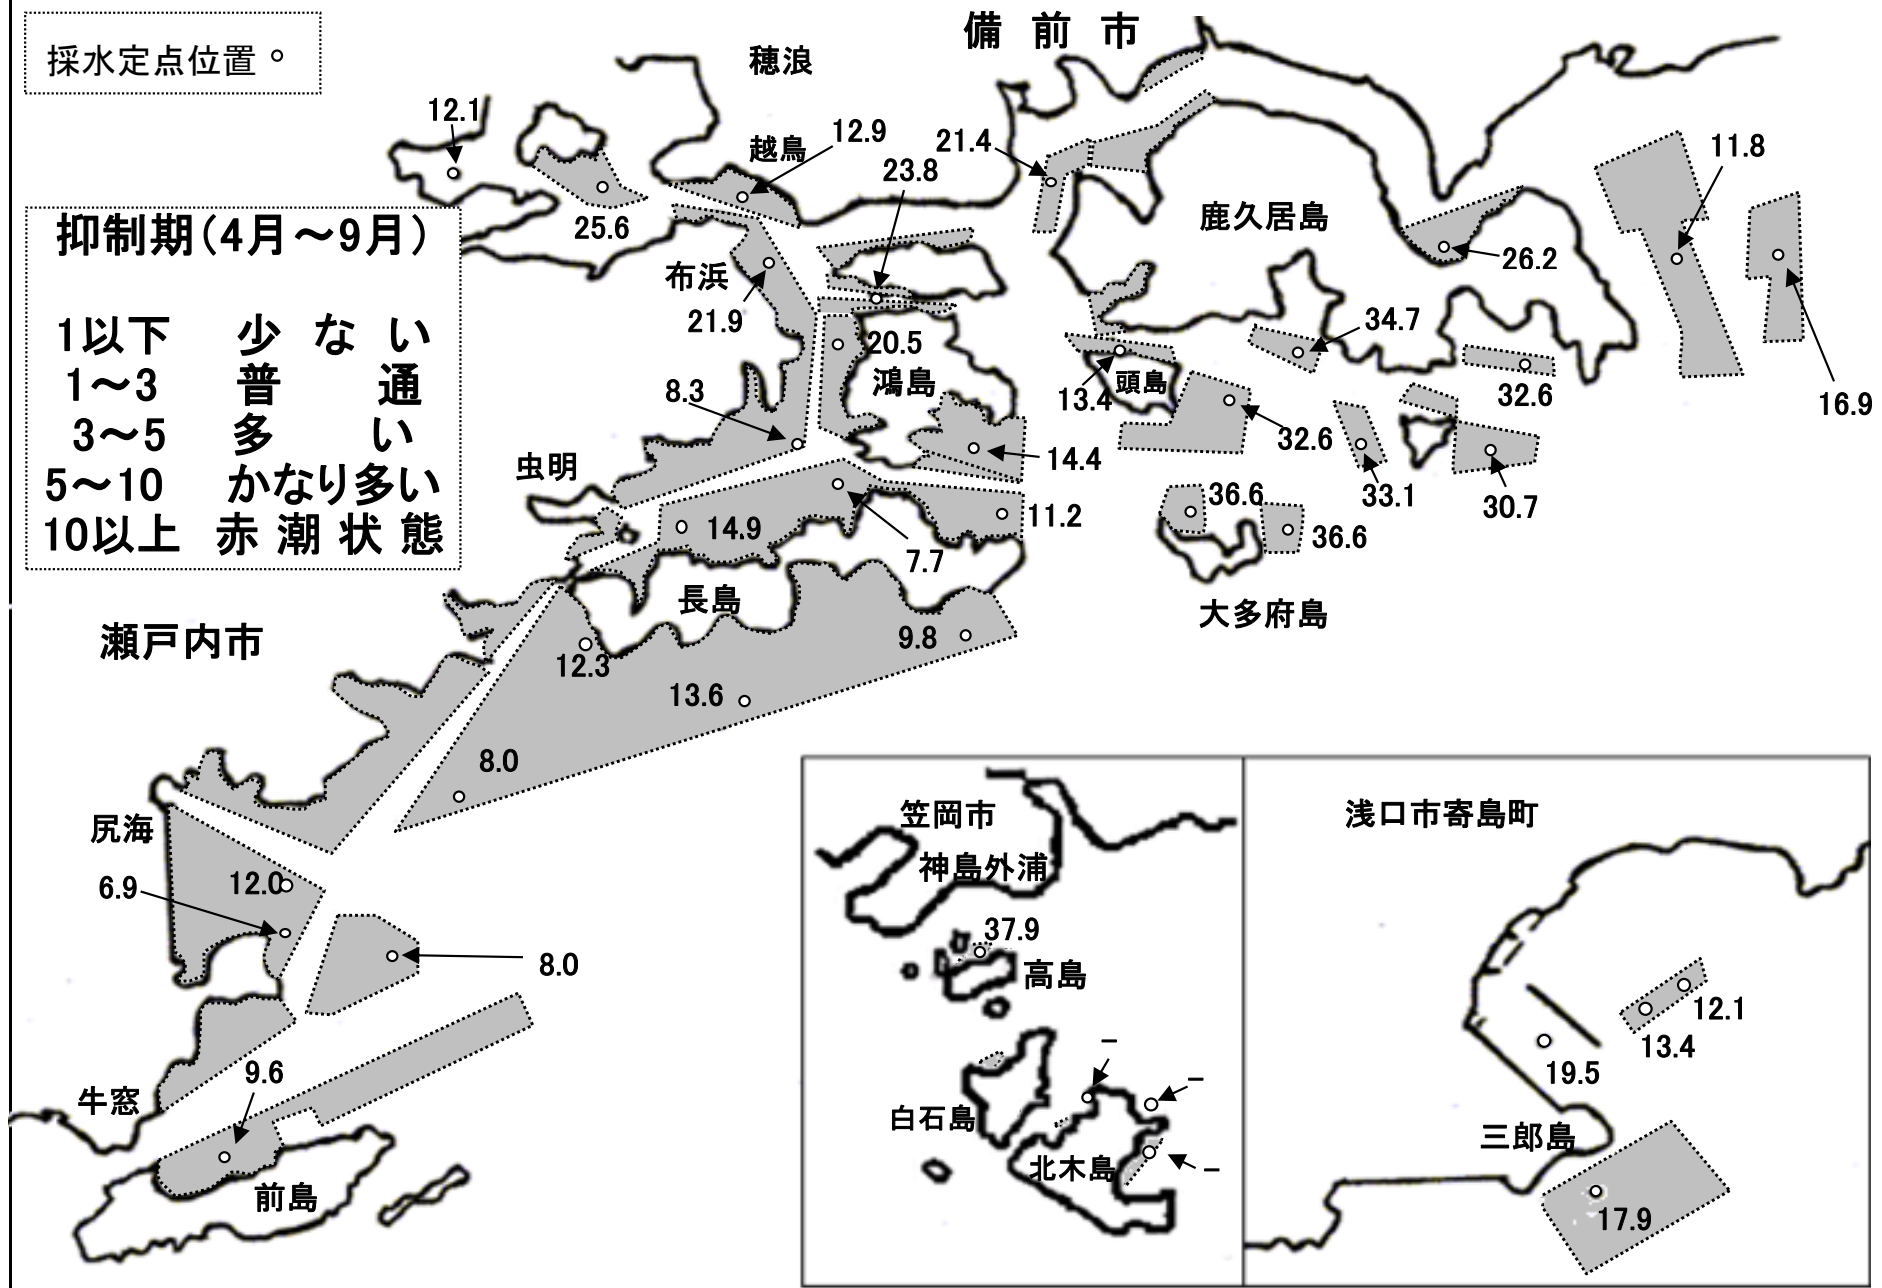 採水定点位置○
備前市
穂浪
12.1
越鳥
12.9
23.8
21.4
11.8
25.6
鹿久居島
26.2
抑制期（4月～9月）
1以下 少ない
1～3 普通
3～5 多い
5～10 かなり多い
10以上 赤潮状態
布浜
21.9
20.5
鴻島
34.7
頭島
13.4
32.6
16.9
8.3
32.6
14.4
虫明
36.6
33.1
30.7
14.9
11.2
36.6
7.7
長島
大多府島
瀬戸内市
9.8
12.3
13.6
8.0
尻海
6.9
12.0
8.0
9.6
牛窓
前島
笠岡市
神島外浦
37.9
高島
－
－
白石島
北木島
－
浅口市寄島町
12.1
13.4
19.5
三郎島
17.9